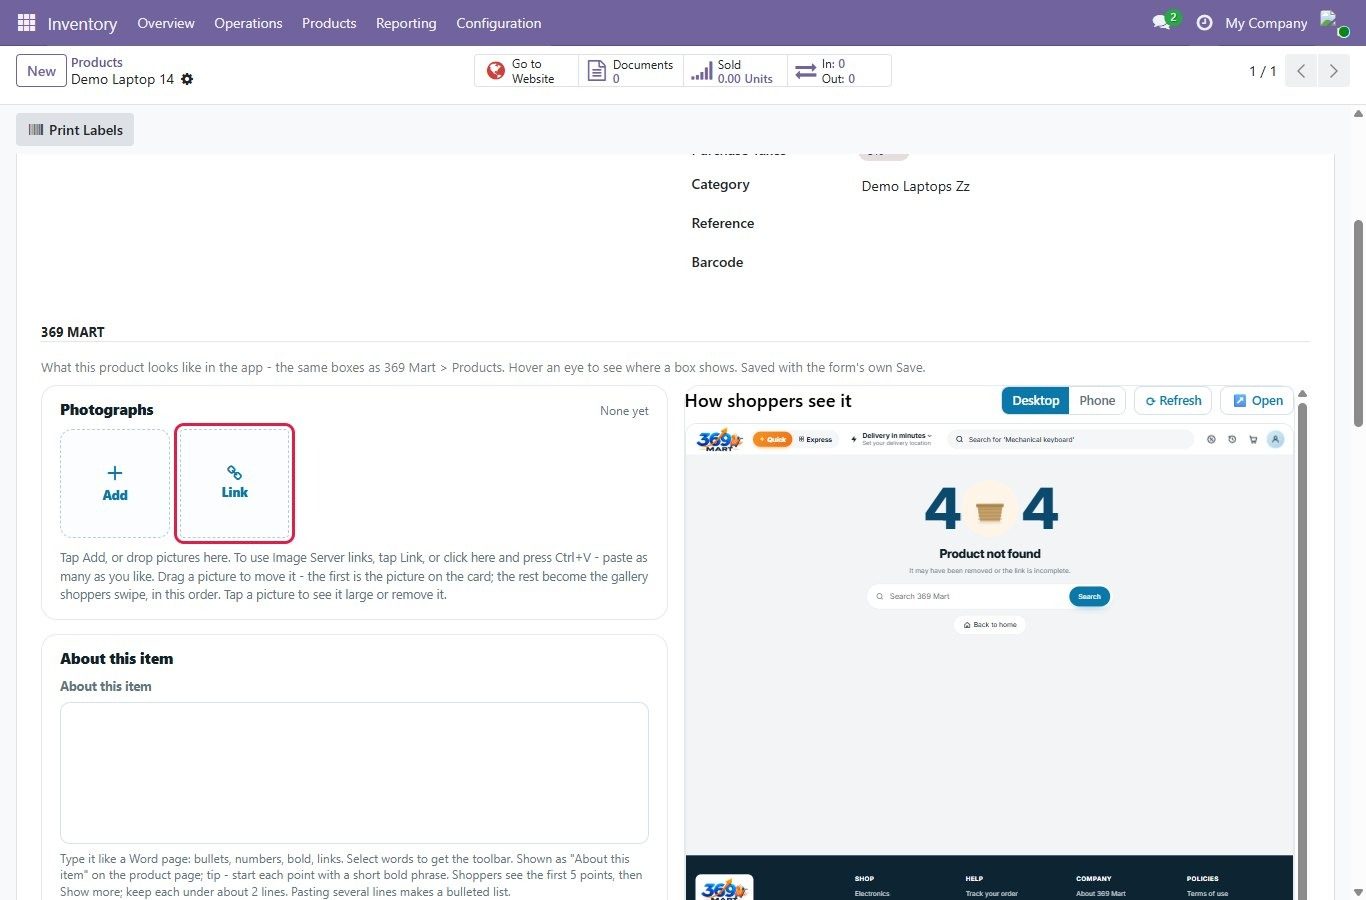 Inventory Overview Operations Products Reporting Configuration 2 My Company
New
Products
Demo Laptop 14
Go to Website
Documents 0
Sold 0.00 Units
In: 0
Out: 0
1 / 1
Print Labels
Category Demo Laptops Zz
Reference
Barcode
369 MART
What this product looks like in the app - the same boxes as 369 Mart > Products. Hover an eye to see where a box shows. Saved with the form's own Save.
Photographs None yet
Add
Link
Tap Add, or drop pictures here. To use Image Server links, tap Link, or click here and press Ctrl+V - paste as
many as you like. Drag a picture to move it - the first is the picture on the card; the rest become the gallery
shoppers swipe, in this order. Tap a picture to see it large or remove it.
About this item
About this item
Type it like a Word page: bullets, numbers, bold, links. Select words to get the toolbar. Shown as "About this
item" on the product page; tip - start each point with a short bold phrase. Shoppers see the first 5 points, then
Show more; keep each under about 2 lines. Pasting several lines makes a bulleted list.
How shoppers see it
Desktop Phone Refresh Open
369 MART
Quick Express
Delivery in minutes
Set your delivery location
Search for 'Mechanical keyboard'
4 4
Product not found
It may have been removed or the link is incomplete.
Search 369 Mart Search
Back to home
369
SHOP HELP COMPANY POLICIES
Electronics Track your order About 369 Mart Terms of use